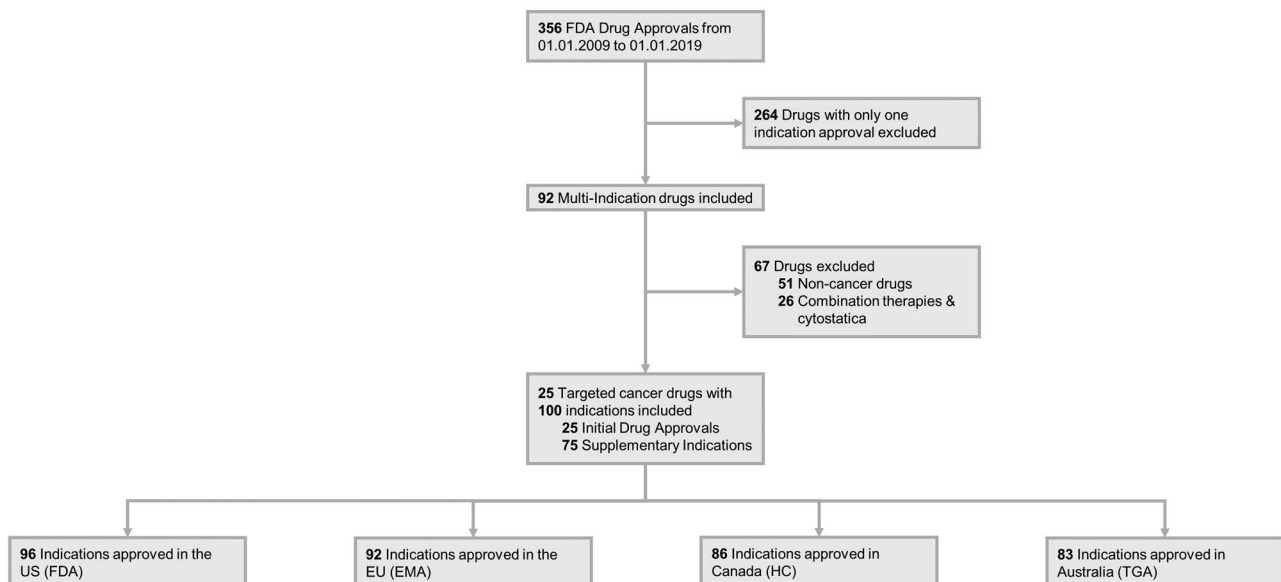 356 FDA Drug Approvals from
01.01.2009 to 01.01.2019
264 Drugs with only one
indication approval excluded
92 Multi-Indication drugs included
67 Drugs excluded
51 Non-cancer drugs
26 Combination therapies &
cytostatica
25 Targeted cancer drugs with
100 indications included
25 Initial Drug Approvals
75 Supplementary Indications
96 Indications approved in the
US (FDA)
92 Indications approved in the
EU (EMA)
86 Indications approved in
Canada (HC)
83 Indications approved in
Australia (TGA)